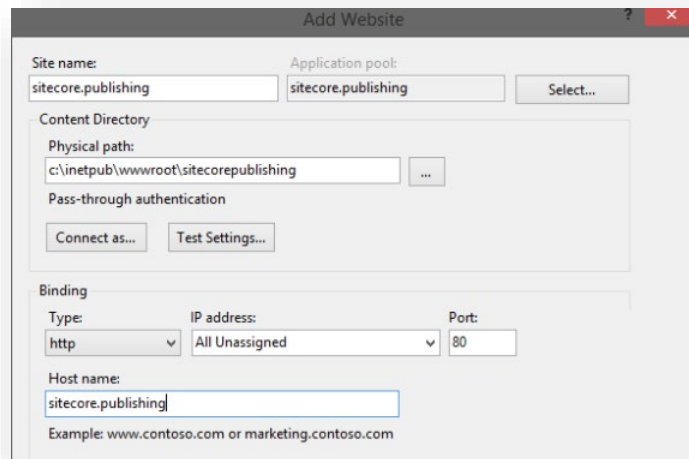 Add Website
? ×
Site name: Application pool:
sitecore.publishing sitecore.publishing Select...
Content Directory
Physical path:
c:\inetpub\wwwroot\sitecorepublishing ...
Pass-through authentication
Connect as... Test Settings...
Binding
Type: IP address: Port:
http All Unassigned 80
Host name:
sitecore.publishing
Example: www.contoso.com or marketing.contoso.com